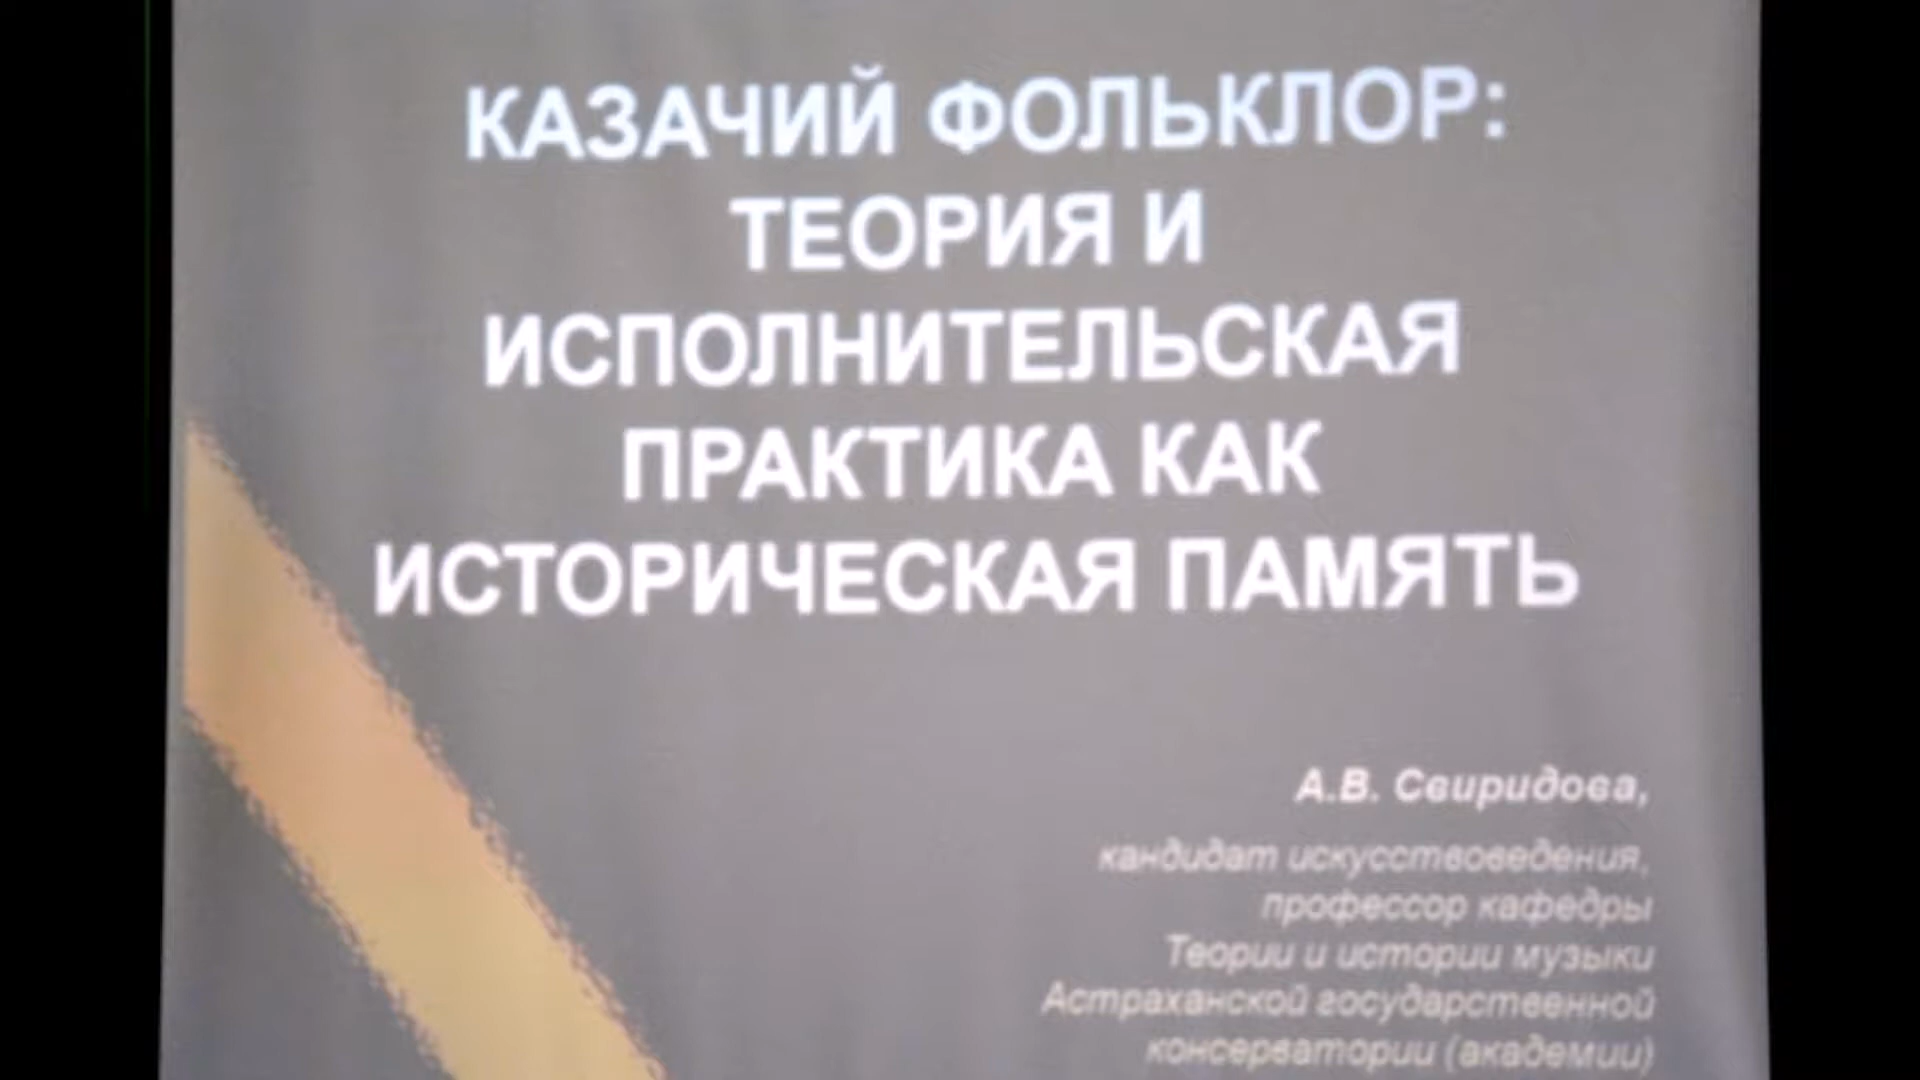 КАЗАЧИЙ ФОЛЬКЛОР:
ТЕОРИЯ И
ИСПОЛНИТЕЛЬСКАЯ
ПРАКТИКА КАК
ИСТОРИЧЕСКАЯ ПАМЯТЬ
А.В. Свиридова,
кандидат искусствоведения,
профессор кафедры
Теории и истории музыки
Астраханской государственной
консерватории (академии)